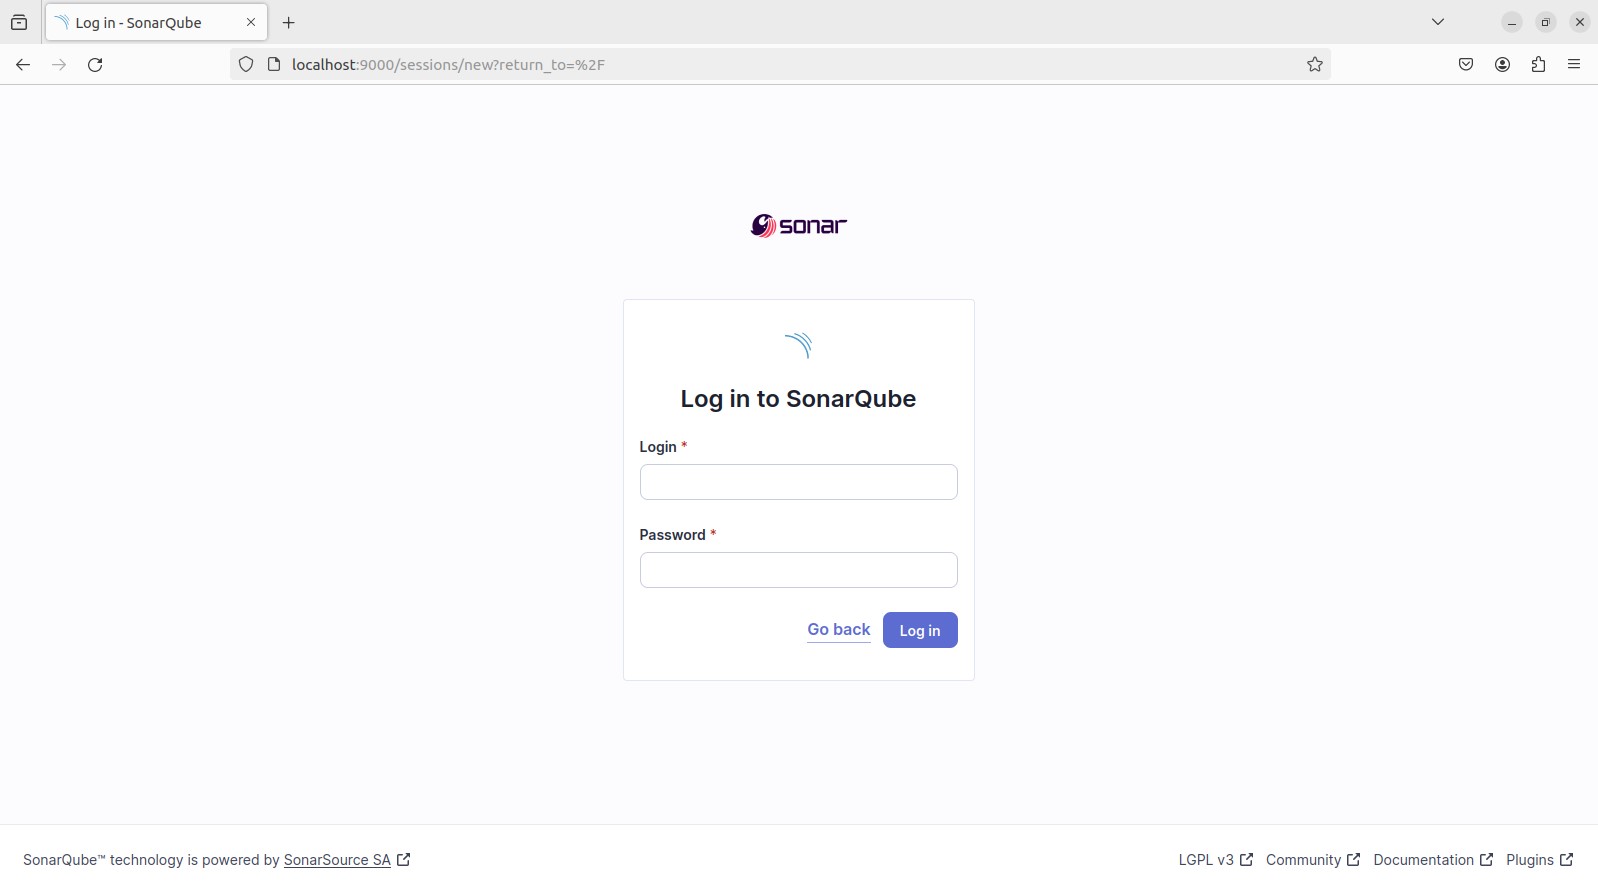 Log in - SonarQube
localhost:9000/sessions/new?return_to=%2F
sonar
Log in to SonarQube
Login *
Password *
Go back
Log in
SonarQube™ technology is powered by SonarSource SA
LGPL v3 Community Documentation Plugins